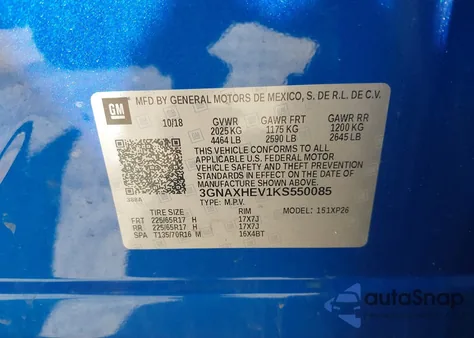 GM
MFD BY GENERAL MOTORS DE MEXICO, S. DE R.L. DE C.V.
10/18 GVWR GAWR FRT GAWR RR
2025 KG 1175 KG 1200 KG
4464 LB 2590 LB 2645 LB
THIS VEHICLE CONFORMS TO ALL
APPLICABLE U.S. FEDERAL MOTOR
VEHICLE SAFETY AND THEFT PREVENTION
STANDARDS IN EFFECT ON THE DATE OF
MANUFACTURE SHOWN ABOVE.
3GNAXHEV1KS550085
TYPE: M.P.V. MODEL: 151XP26
TIRE SIZE RIM
FRT 225/65R17 H 17X7J
RR 225/65R17 H 17X7J
SPA T135/70R16 M 16X4BT
autoSnap